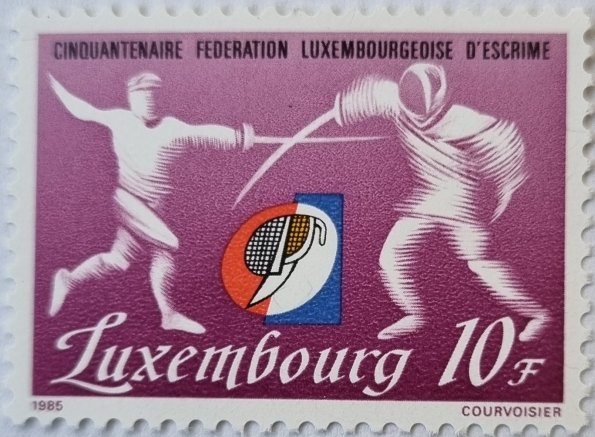 CINQUANTENAIRE FEDERATION LUXEMBOURGEOISE D'ESCRIME
Luxembourg 10F
1985 COURVOISIER